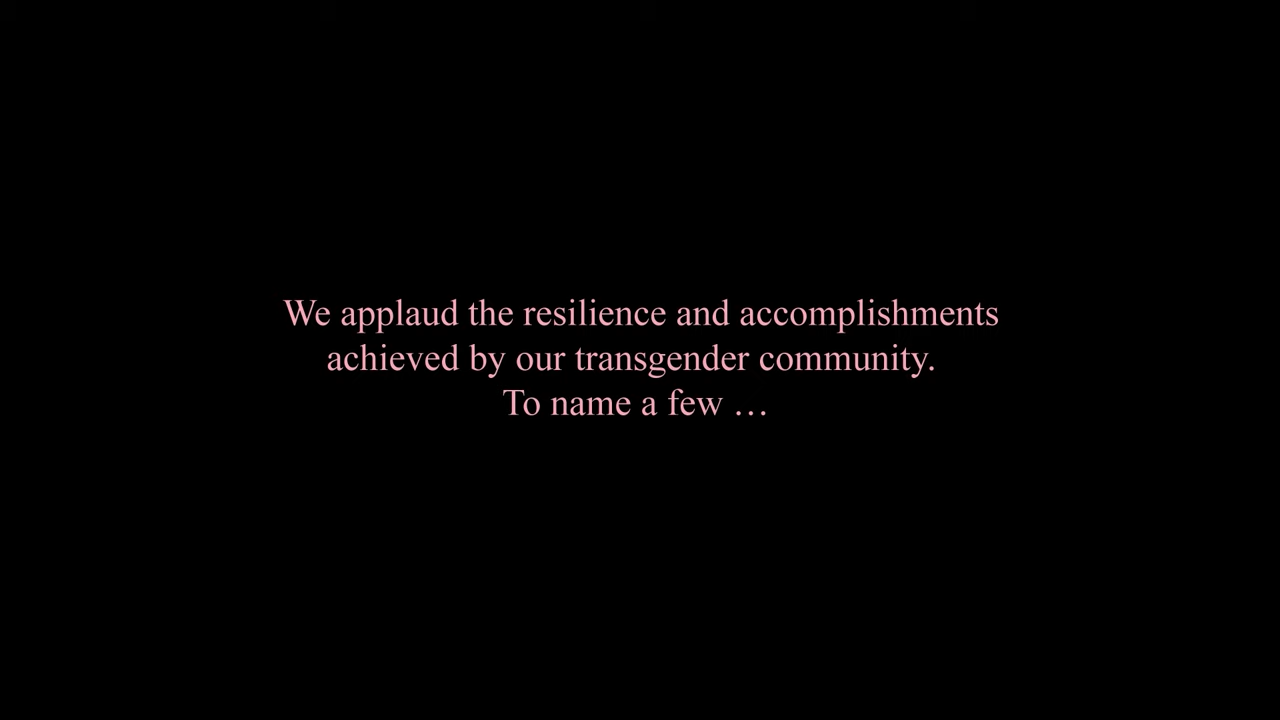 We applaud the resilience and accomplishments
achieved by our transgender community.
To name a few …